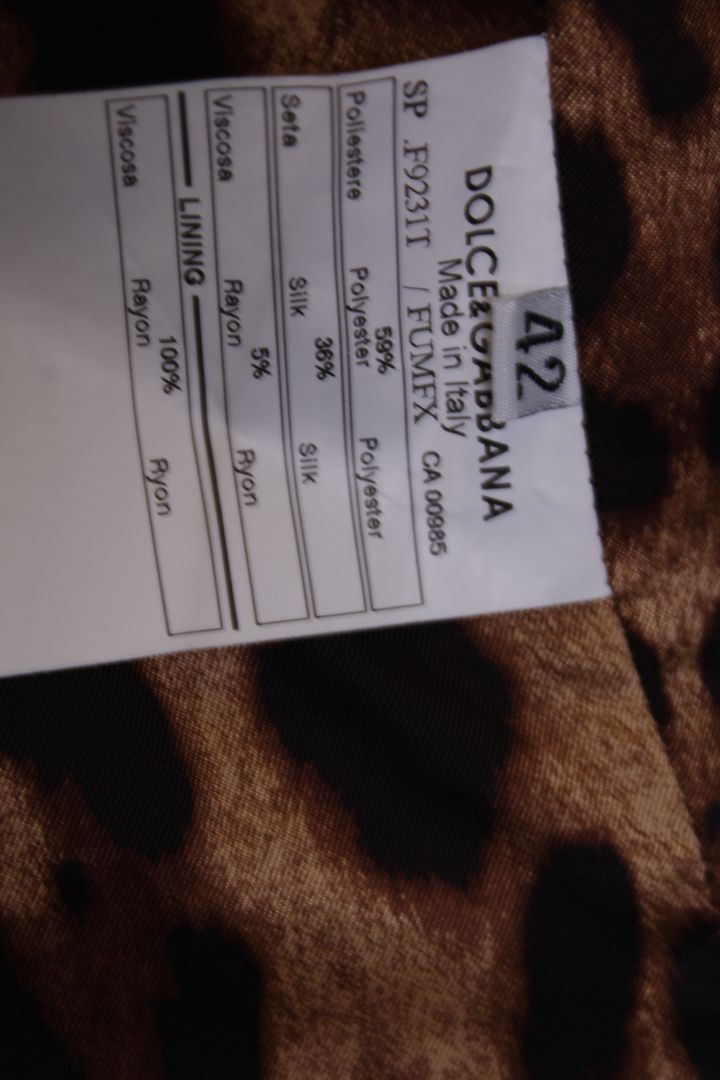 42
DOLCE&GABBANA
Made in Italy
SP .F9231T / FUMFX CA 00985
59%
Poliestere Polyester Polyester
36%
Seta Silk Silk
5%
Viscosa Rayon Ryon
LINING
100%
Viscosa Rayon Ryon